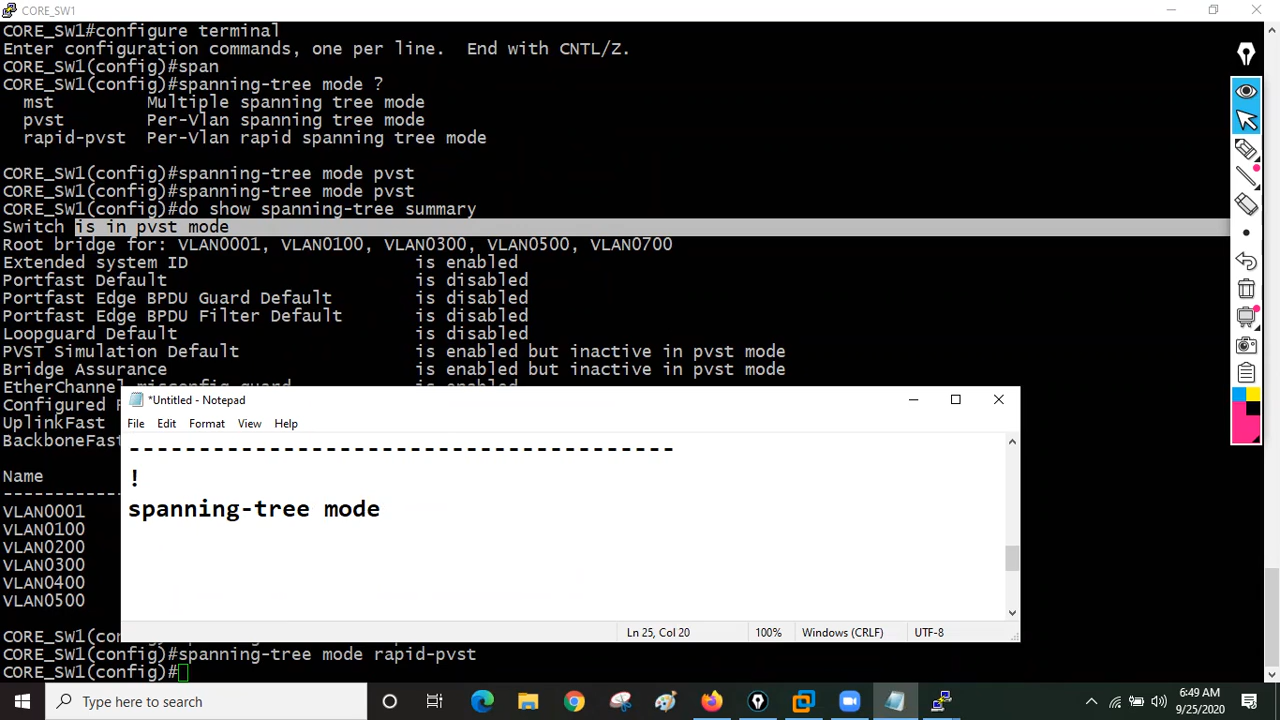 CORE_SW1
CORE_SW1#configure terminal
Enter configuration commands, one per line.  End with CNTL/Z.
CORE_SW1(config)#span
CORE_SW1(config)#spanning-tree mode ?
  mst         Multiple spanning tree mode
  pvst        Per-Vlan spanning tree mode
  rapid-pvst  Per-Vlan rapid spanning tree mode
CORE_SW1(config)#spanning-tree mode pvst
CORE_SW1(config)#spanning-tree mode pvst
CORE_SW1(config)#do show spanning-tree summary
Switch is in pvst mode
Root bridge for: VLAN0001, VLAN0100, VLAN0300, VLAN0500, VLAN0700
Extended system ID                      is enabled
Portfast Default                        is disabled
Portfast Edge BPDU Guard Default        is disabled
Portfast Edge BPDU Filter Default       is disabled
Loopguard Default                       is disabled
PVST Simulation Default                 is enabled but inactive in pvst mode
Bridge Assurance                        is enabled but inactive in pvst mode
EtherChannel misconfig guard            is enabled
Configured
UplinkFast
BackboneFast
Name
VLAN0001
VLAN0100
VLAN0200
VLAN0300
VLAN0400
VLAN0500
*Untitled - Notepad
File Edit Format View Help
---------------------------------------
!
spanning-tree mode
Ln 25, Col 20 100% Windows (CRLF) UTF-8
CORE_SW1(co
CORE_SW1(config)#spanning-tree mode rapid-pvst
CORE_SW1(config)#
Type here to search
6:49 AM
9/25/2020